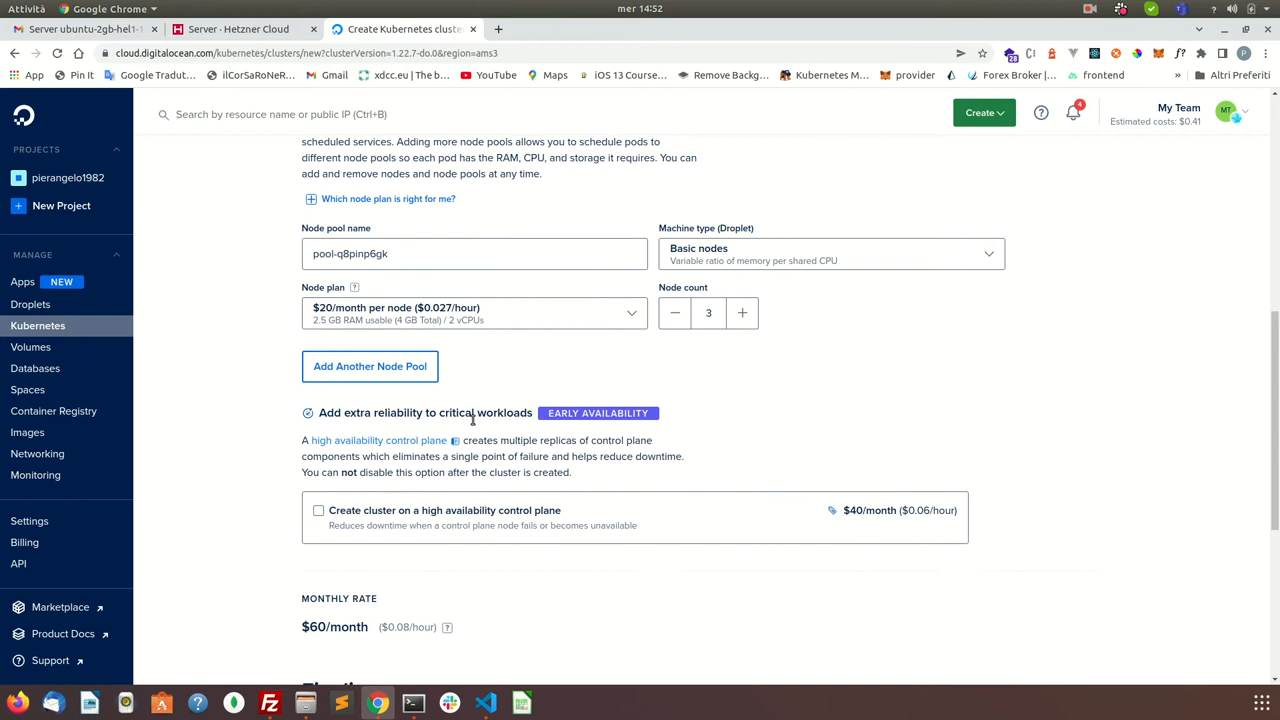 Attività
Google Chrome
mer 14:52
Server ubuntu-2gb-hel1-1
Server · Hetzner Cloud
Create Kubernetes cluste
cloud.digitalocean.com/kubernetes/clusters/new?clusterVersion=1.22.7-do.0&region=ams3
28
P
App
Pin It
Google Tradut...
ilCorSaRoNeR...
Gmail
xdcc.eu | The b...
YouTube
Maps
iOS 13 Course...
Remove Backg...
Kubernetes M...
provider
Forex Broker |...
frontend
»
Altri Preferiti
Search by resource name or public IP (Ctrl+B)
Create
4
My Team
Estimated costs: $0.41
MT
PROJECTS
pierangelo1982
New Project
MANAGE
Apps NEW
Droplets
Kubernetes
Volumes
Databases
Spaces
Container Registry
Images
Networking
Monitoring
Settings
Billing
API
Marketplace
Product Docs
Support
scheduled services. Adding more node pools allows you to schedule pods to
different node pools so each pod has the RAM, CPU, and storage it requires. You can
add and remove nodes and node pools at any time.
Which node plan is right for me?
Node pool name
pool-q8pinp6gk
Machine type (Droplet)
Basic nodes
Variable ratio of memory per shared CPU
Node plan ?
$20/month per node ($0.027/hour)
2.5 GB RAM usable (4 GB Total) / 2 vCPUs
Node count
3
Add Another Node Pool
Add extra reliability to critical workloads EARLY AVAILABILITY
A high availability control plane creates multiple replicas of control plane
components which eliminates a single point of failure and helps reduce downtime.
You can not disable this option after the cluster is created.
Create cluster on a high availability control plane
$40/month ($0.06/hour)
Reduces downtime when a control plane node fails or becomes unavailable
MONTHLY RATE
$60/month ($0.08/hour) ?